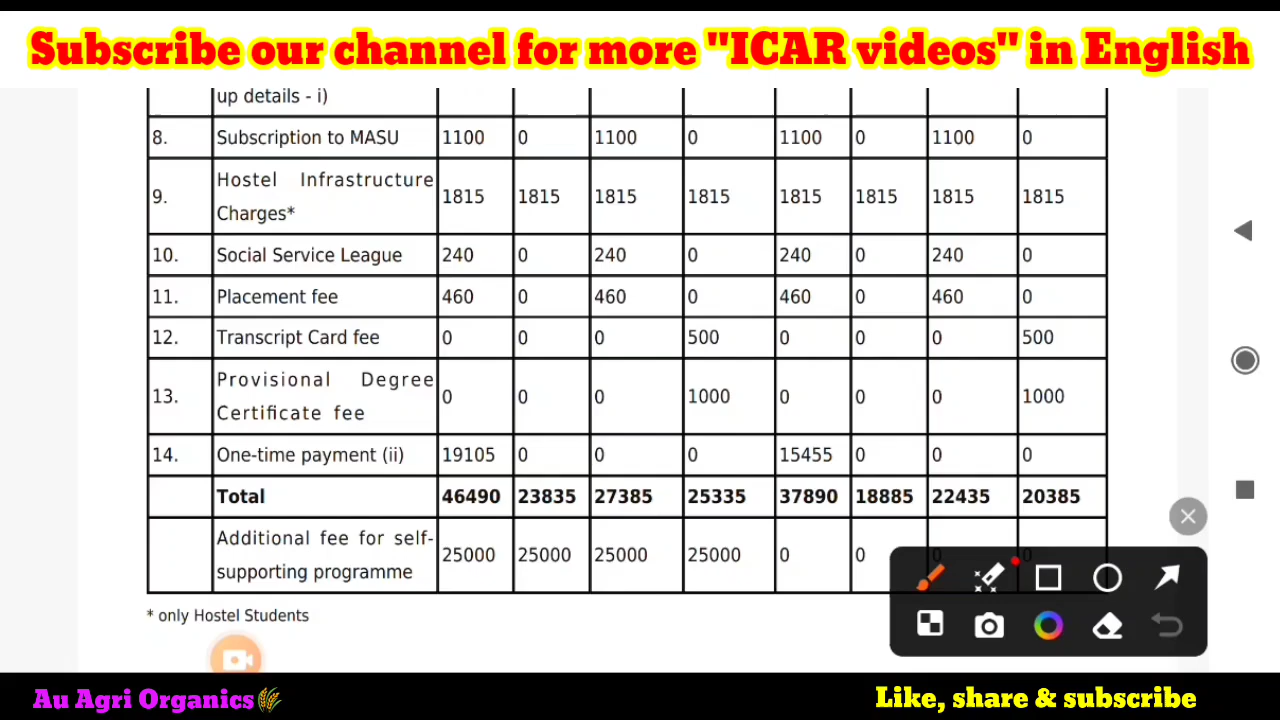 Subscribe our channel for more "ICAR videos" in English
up details - i)
8. Subscription to MASU 1100 0 1100 0 1100 0 1100 0
Hostel Infrastructure
9. 1815 1815 1815 1815 1815 1815 1815 1815
Charges*
10. Social Service League 240 0 240 0 240 0 240 0
11. Placement fee 460 0 460 0 460 0 460 0
12. Transcript Card fee 0 0 0 500 0 0 0 500
Provisional Degree
13. 0 0 0 1000 0 0 0 1000
Certificate fee
14. One-time payment (ii) 19105 0 0 0 15455 0 0 0
Total 46490 23835 27385 25335 37890 18885 22435 20385
Additional fee for self-
25000 25000 25000 25000 0 0
supporting programme
* only Hostel Students
Au Agri Organics🌾
Like, share & subscribe